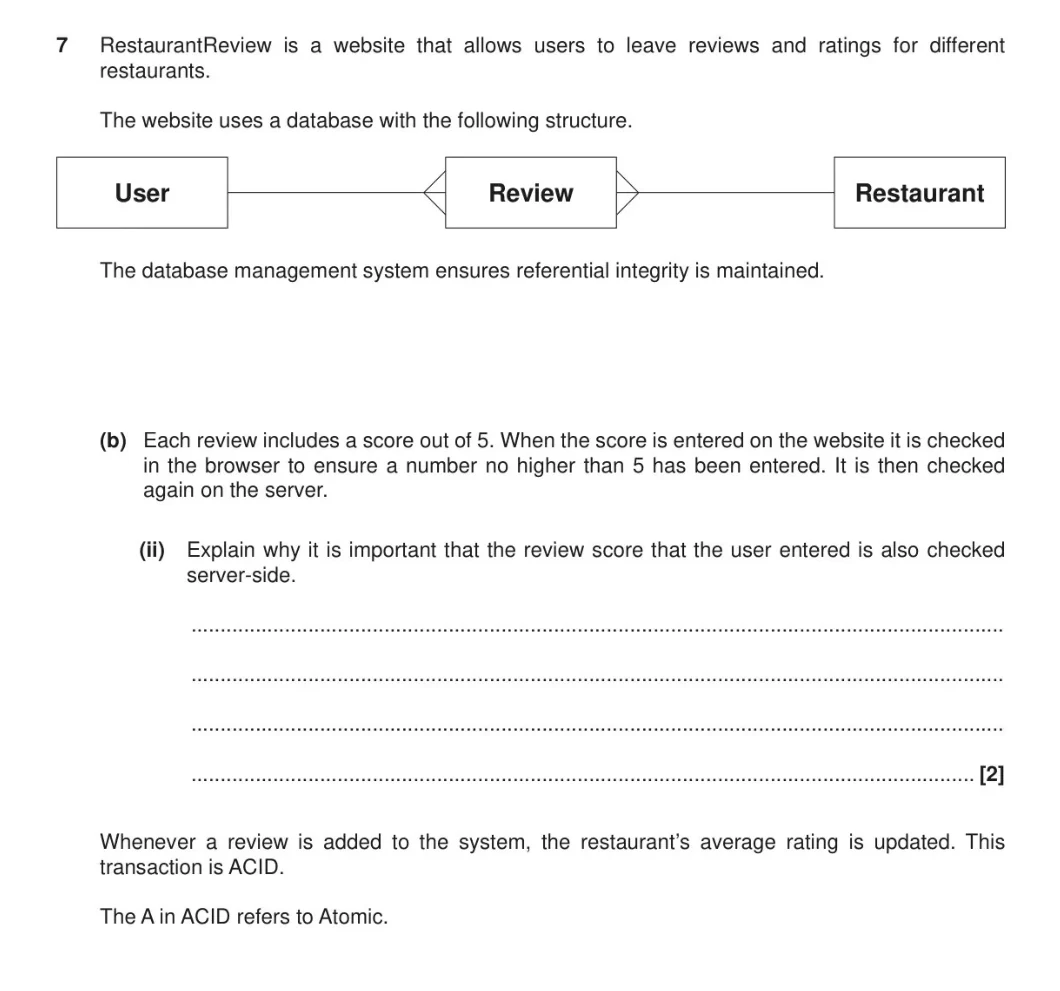 7 RestaurantReview is a website that allows users to leave reviews and ratings for different
restaurants.
The website uses a database with the following structure.
User Review Restaurant
The database management system ensures referential integrity is maintained.
(b) Each review includes a score out of 5. When the score is entered on the website it is checked
in the browser to ensure a number no higher than 5 has been entered. It is then checked
again on the server.
(ii) Explain why it is important that the review score that the user entered is also checked
server-side.
[2]
Whenever a review is added to the system, the restaurant's average rating is updated. This
transaction is ACID.
The A in ACID refers to Atomic.